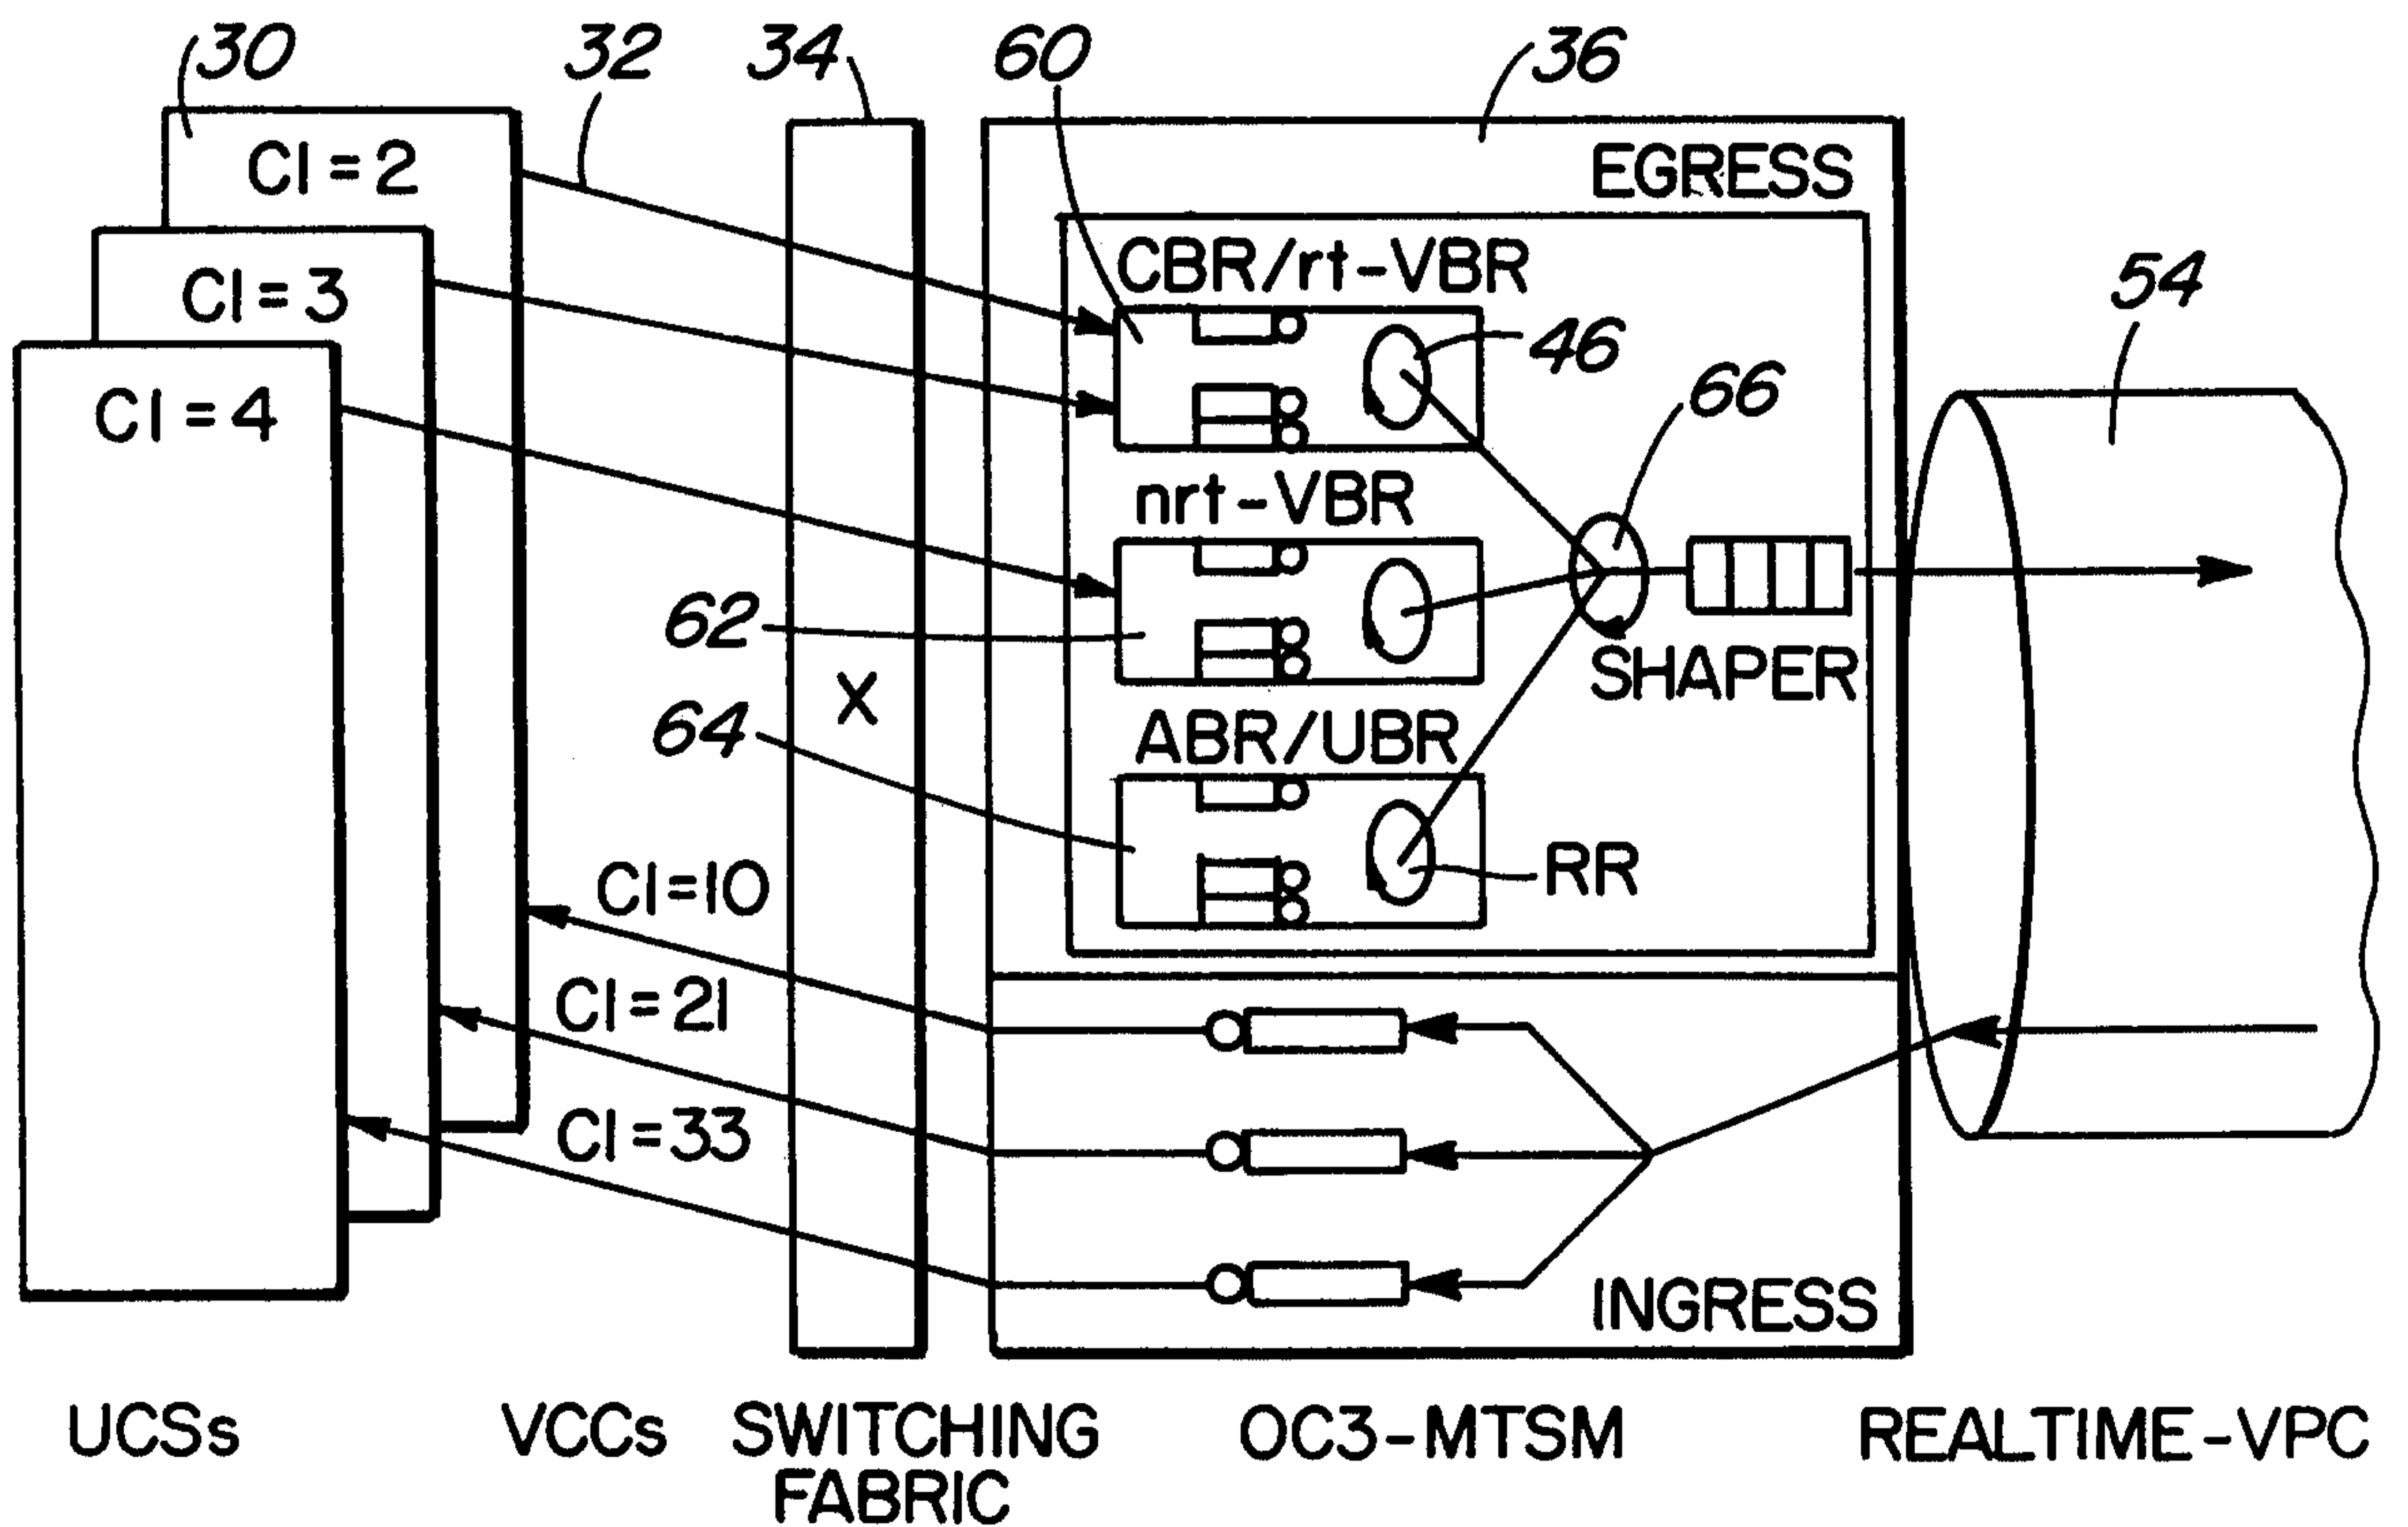 30
32
34
60
36
CI=2
EGRESS
CI=3
CBR/rt-VBR
54
46
CI=4
66
nrt-VBR
62
SHAPER
X
64
ABR/UBR
RR
CI=10
CI=21
CI=33
INGRESS
UCSs
VCCs
SWITCHING
FABRIC
OC3-MTSM
REALTIME-VPC